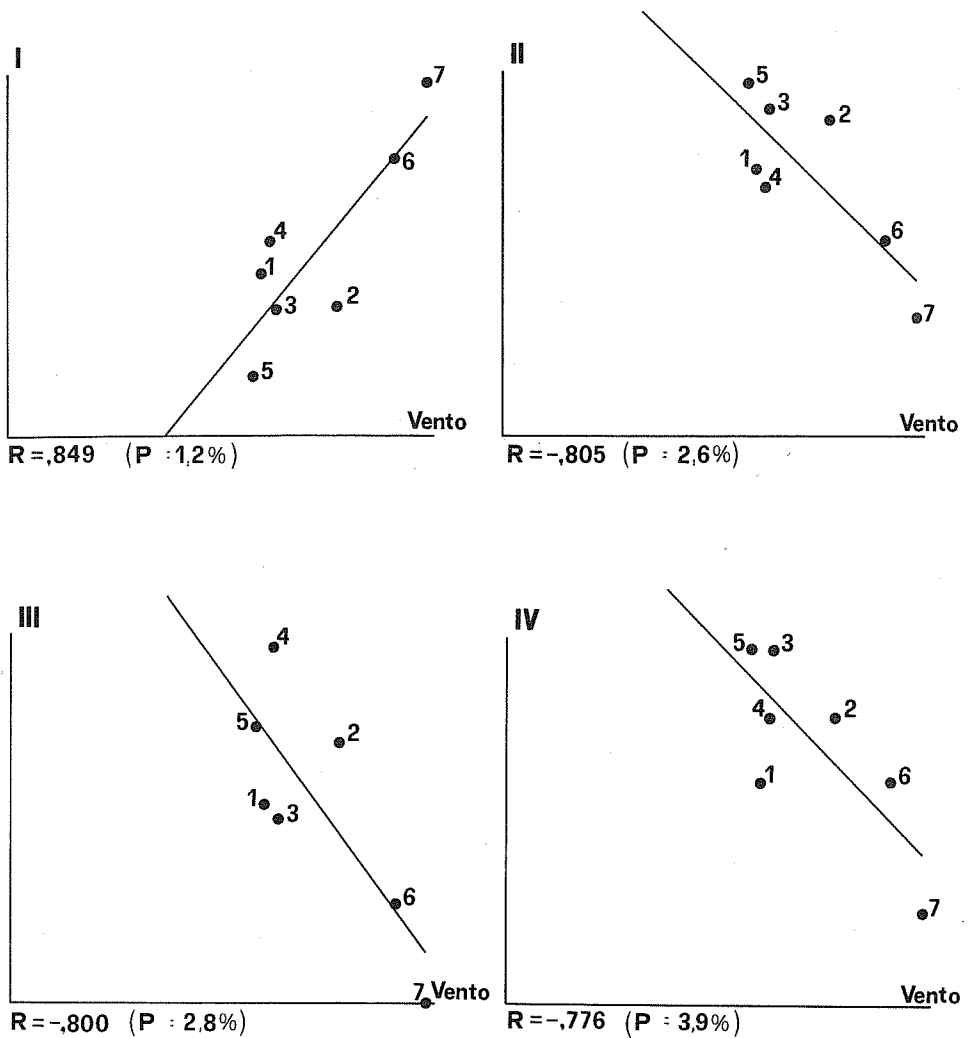 I
7
6
4
1
3
2
5
Vento
R=,849 (P :1,2%)
II
5
3
2
1
4
6
7
Vento
R=-,805 (P : 2,6%)
III
4
5
2
1
3
6
7 Vento
R=-,800 (P : 2,8%)
IV
5
3
4
2
1
6
7
Vento
R=-,776 (P : 3,9%)